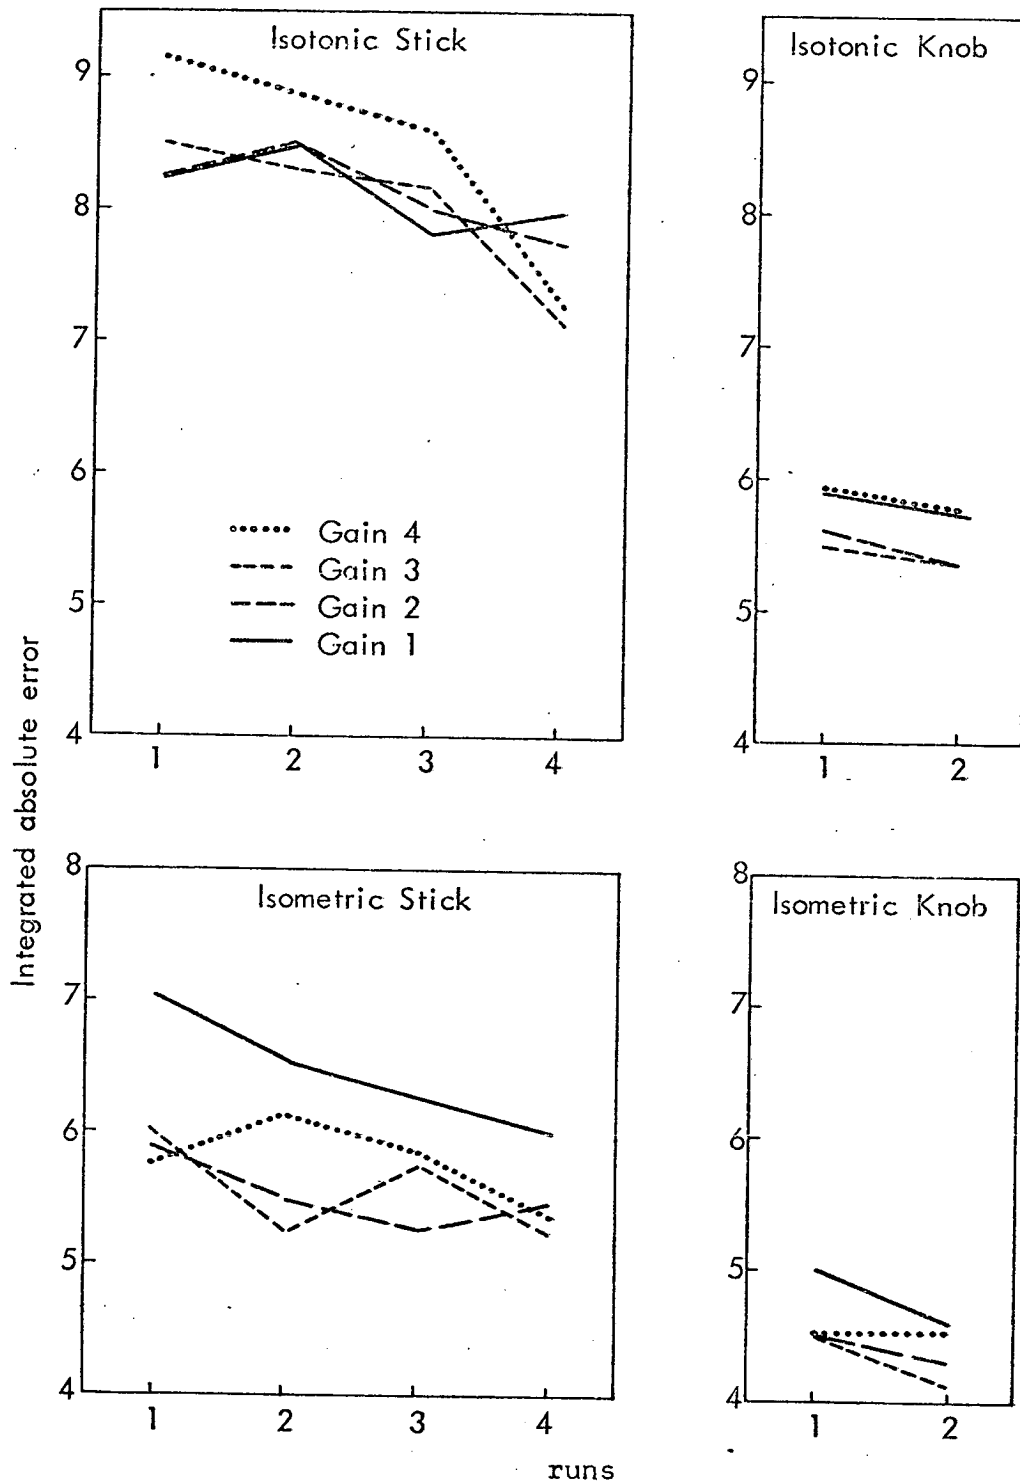 Isotonic Stick
9
8
7
6
5
4
Gain 4
Gain 3
Gain 2
Gain 1
1 2 3 4
Isotonic Knob
9
8
7
6
5
4
1 2
Integrated absolute error
Isometric Stick
8
7
6
5
4
1 2 3 4
Isometric Knob
8
7
6
5
4
1 2
runs